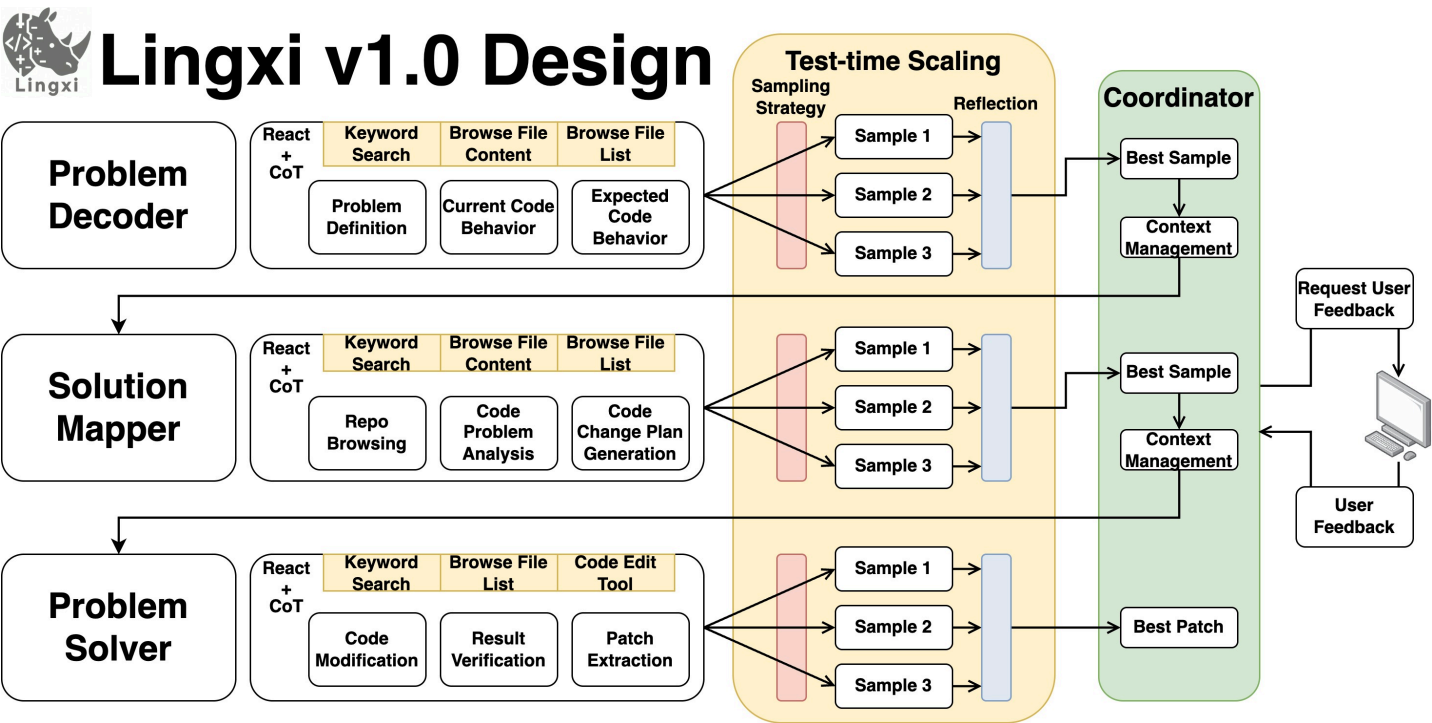 Lingxi
Lingxi v1.0 Design
Test-time Scaling
Sampling
Strategy
Reflection
Coordinator
Problem
Decoder
React
+
CoT
Keyword
Search
Browse File
Content
Browse File
List
Problem
Definition
Current Code
Behavior
Expected
Code
Behavior
Sample 1
Sample 2
Sample 3
Best Sample
Context
Management
Solution
Mapper
React
+
CoT
Keyword
Search
Browse File
Content
Browse File
List
Repo
Browsing
Code
Problem
Analysis
Code
Change Plan
Generation
Sample 1
Sample 2
Sample 3
Best Sample
Context
Management
Request User
Feedback
User
Feedback
Problem
Solver
React
+
CoT
Keyword
Search
Browse File
List
Code Edit
Tool
Code
Modification
Result
Verification
Patch
Extraction
Sample 1
Sample 2
Sample 3
Best Patch